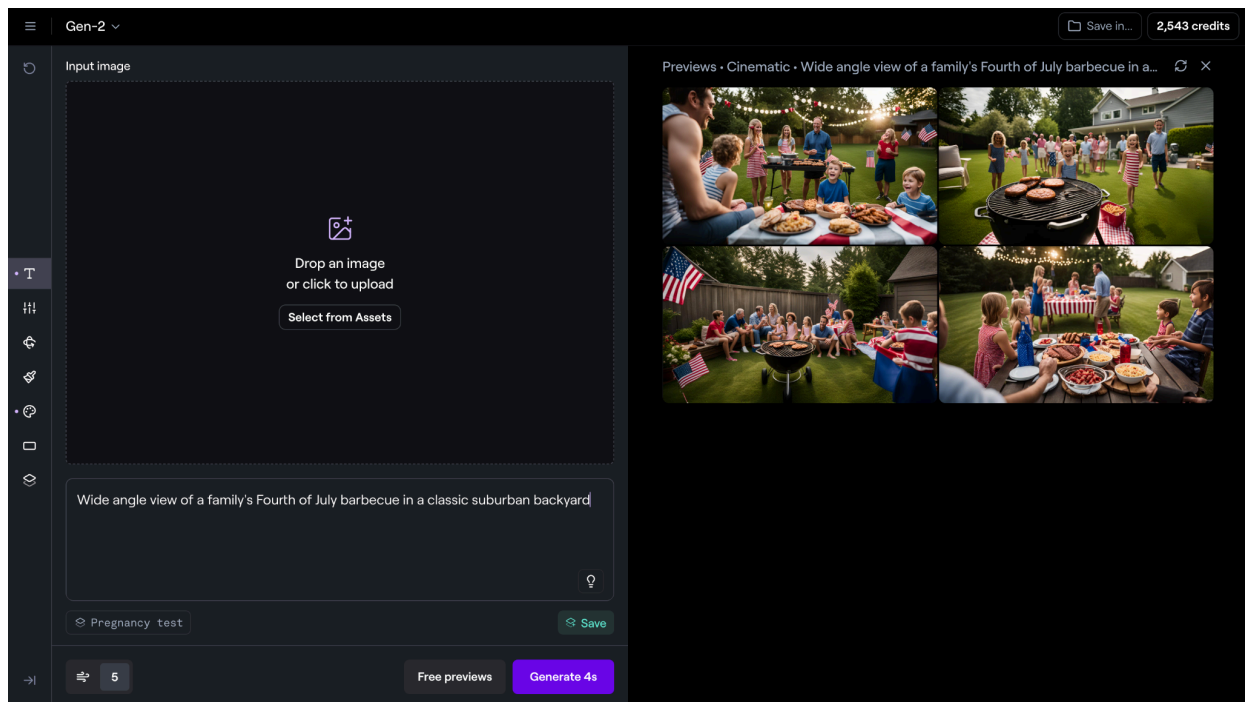 Gen-2
Save in...
2,543 credits
Input image
Drop an image
or click to upload
Select from Assets
T
Wide angle view of a family's Fourth of July barbecue in a classic suburban backyard
Pregnancy test
Save
5
Free previews
Generate 4s
Previews • Cinematic • Wide angle view of a family's Fourth of July barbecue in a...